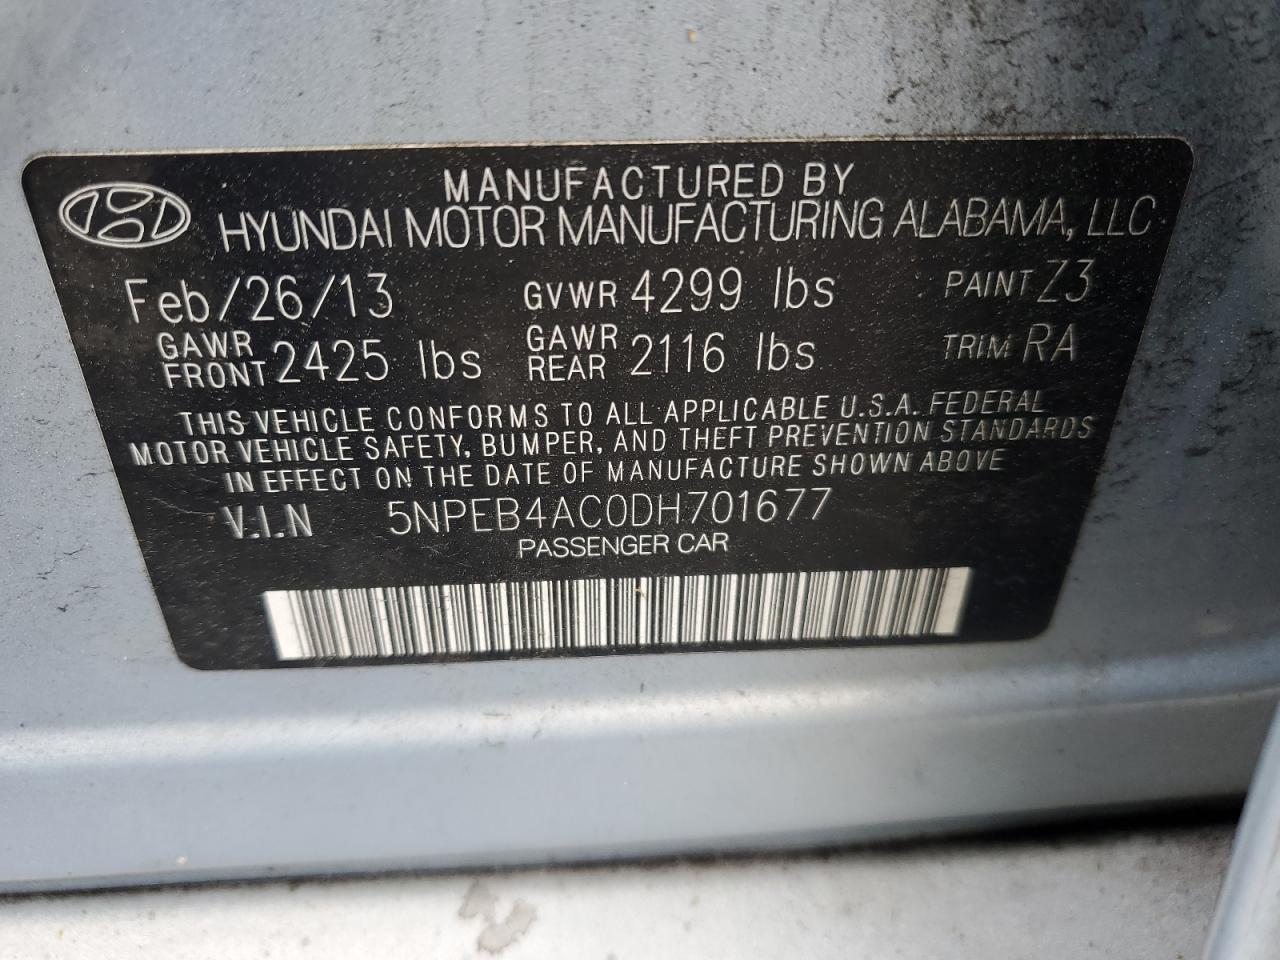 MANUFACTURED BY
HYUNDAI MOTOR MANUFACTURING ALABAMA, LLC
Feb/26/13 GVWR 4299 lbs PAINT Z3
GAWR FRONT 2425 lbs GAWR REAR 2116 lbs TRIM RA
THIS VEHICLE CONFORMS TO ALL APPLICABLE U.S.A. FEDERAL
MOTOR VEHICLE SAFETY, BUMPER, AND THEFT PREVENTION STANDARDS
IN EFFECT ON THE DATE OF MANUFACTURE SHOWN ABOVE
V.I.N 5NPEB4AC0DH701677
PASSENGER CAR